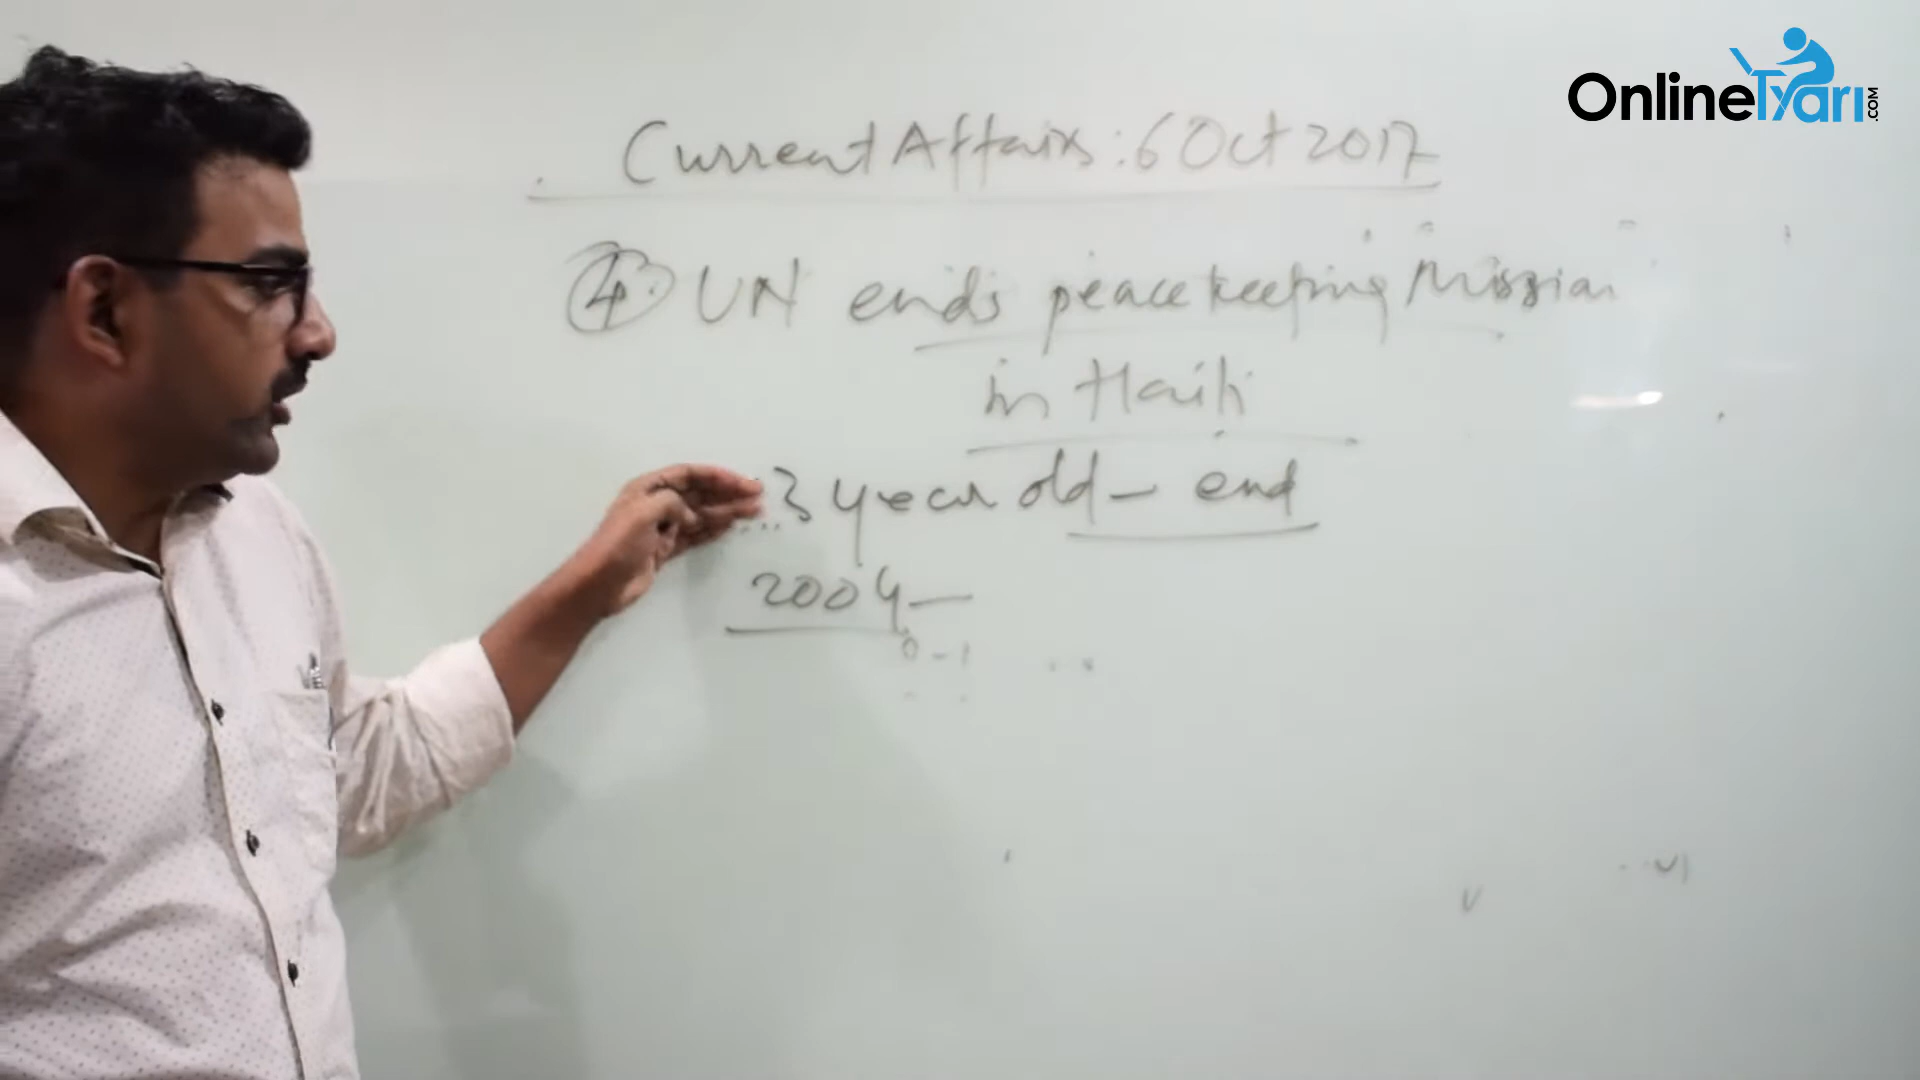 OnlineTyari.COM
Current Affairs : 6 Oct 2017
4. UN ends peace keeping Mission
in Haiti
3 year old - end
2004 -